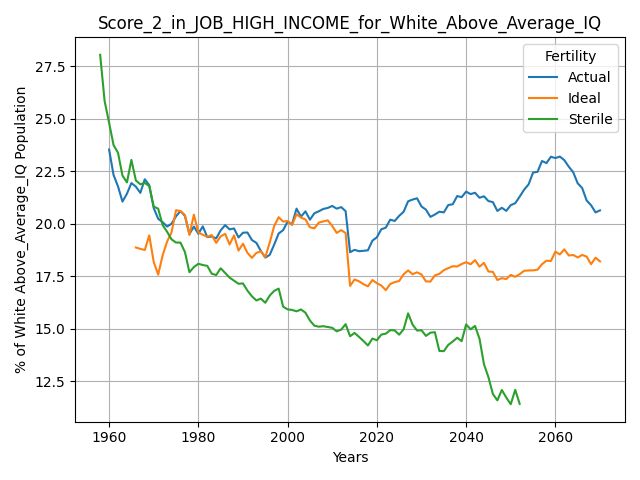 Score_2_in_JOB_HIGH_INCOME_for_White_Above_Average_IQ
% of White Above_Average_IQ Population
27.5
25.0
22.5
20.0
17.5
15.0
12.5
Fertility
Actual
Ideal
Sterile
1960
1980
2000
2020
2040
2060
Years